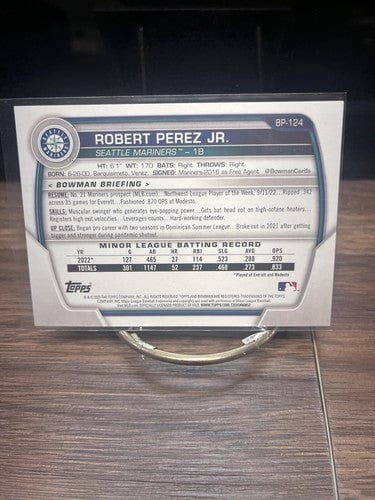 BP-124
ROBERT PEREZ JR.
SEATTLE MARINERS™ – 1B
HT: 6'1" WT: 170 BATS: Right THROWS: Right
BORN: 6-26-00, Barquisimeto, Venez. SIGNED: Mariners-2016 as Free Agent @BowmanCards
< BOWMAN BRIEFING >
RESUME: No. 21 Mariners prospect (MLB.com)... Northwest League Player of the Week, 9/11/22... Ripped .342
across 35 games for Everett... Fashioned .870 OPS at Modesto.
SKILLS: Muscular swinger who generates eye-popping power... Gets bat head out on high-octane heaters...
Registers high exit velocities... Hard-working defender.
UP CLOSE: Began pro career with two seasons in Dominican Summer League... Broke out in 2021 after getting
bigger and stronger during pandemic shutdown.
MINOR LEAGUE BATTING RECORD
YR G AB HR RBI SLG AVG OPS
2022* 127 465 27 114 .523 .288 .920
TOTALS 301 1147 52 237 .468 .273 .833
*Played at Everett and Modesto
Topps